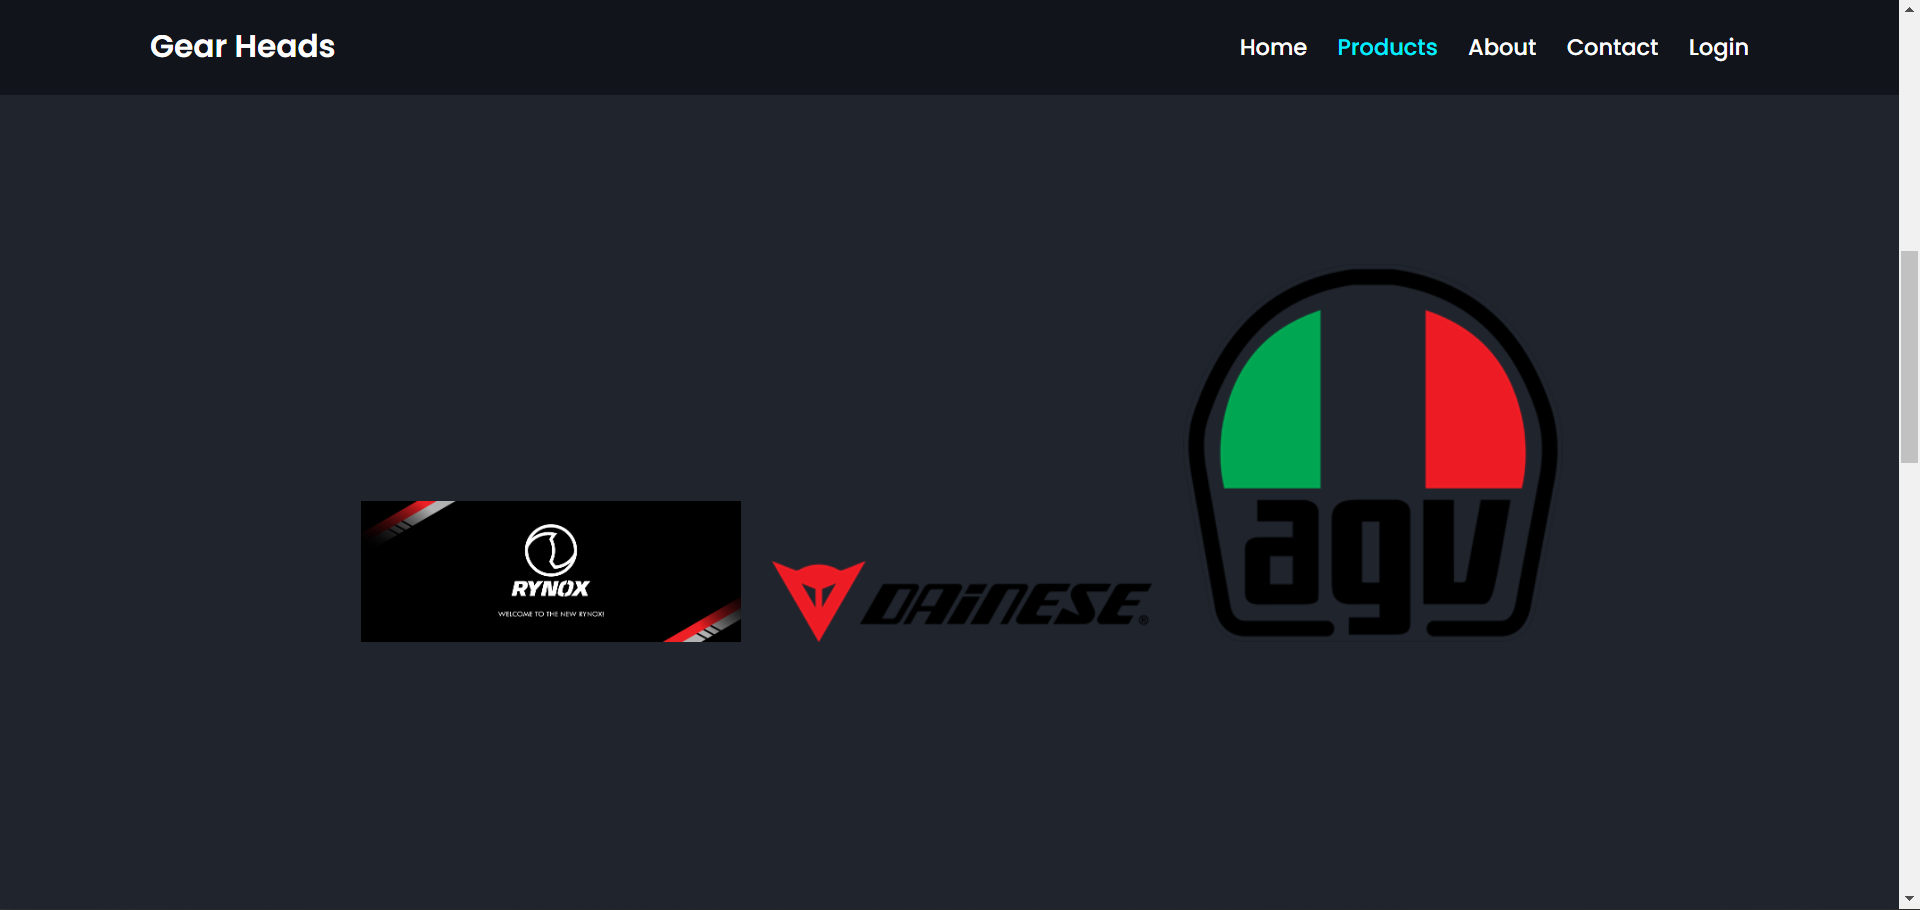 Gear Heads
Home Products About Contact Login
RYNOX
WELCOME TO THE NEW RYNOX!
DAiNESE®
agv